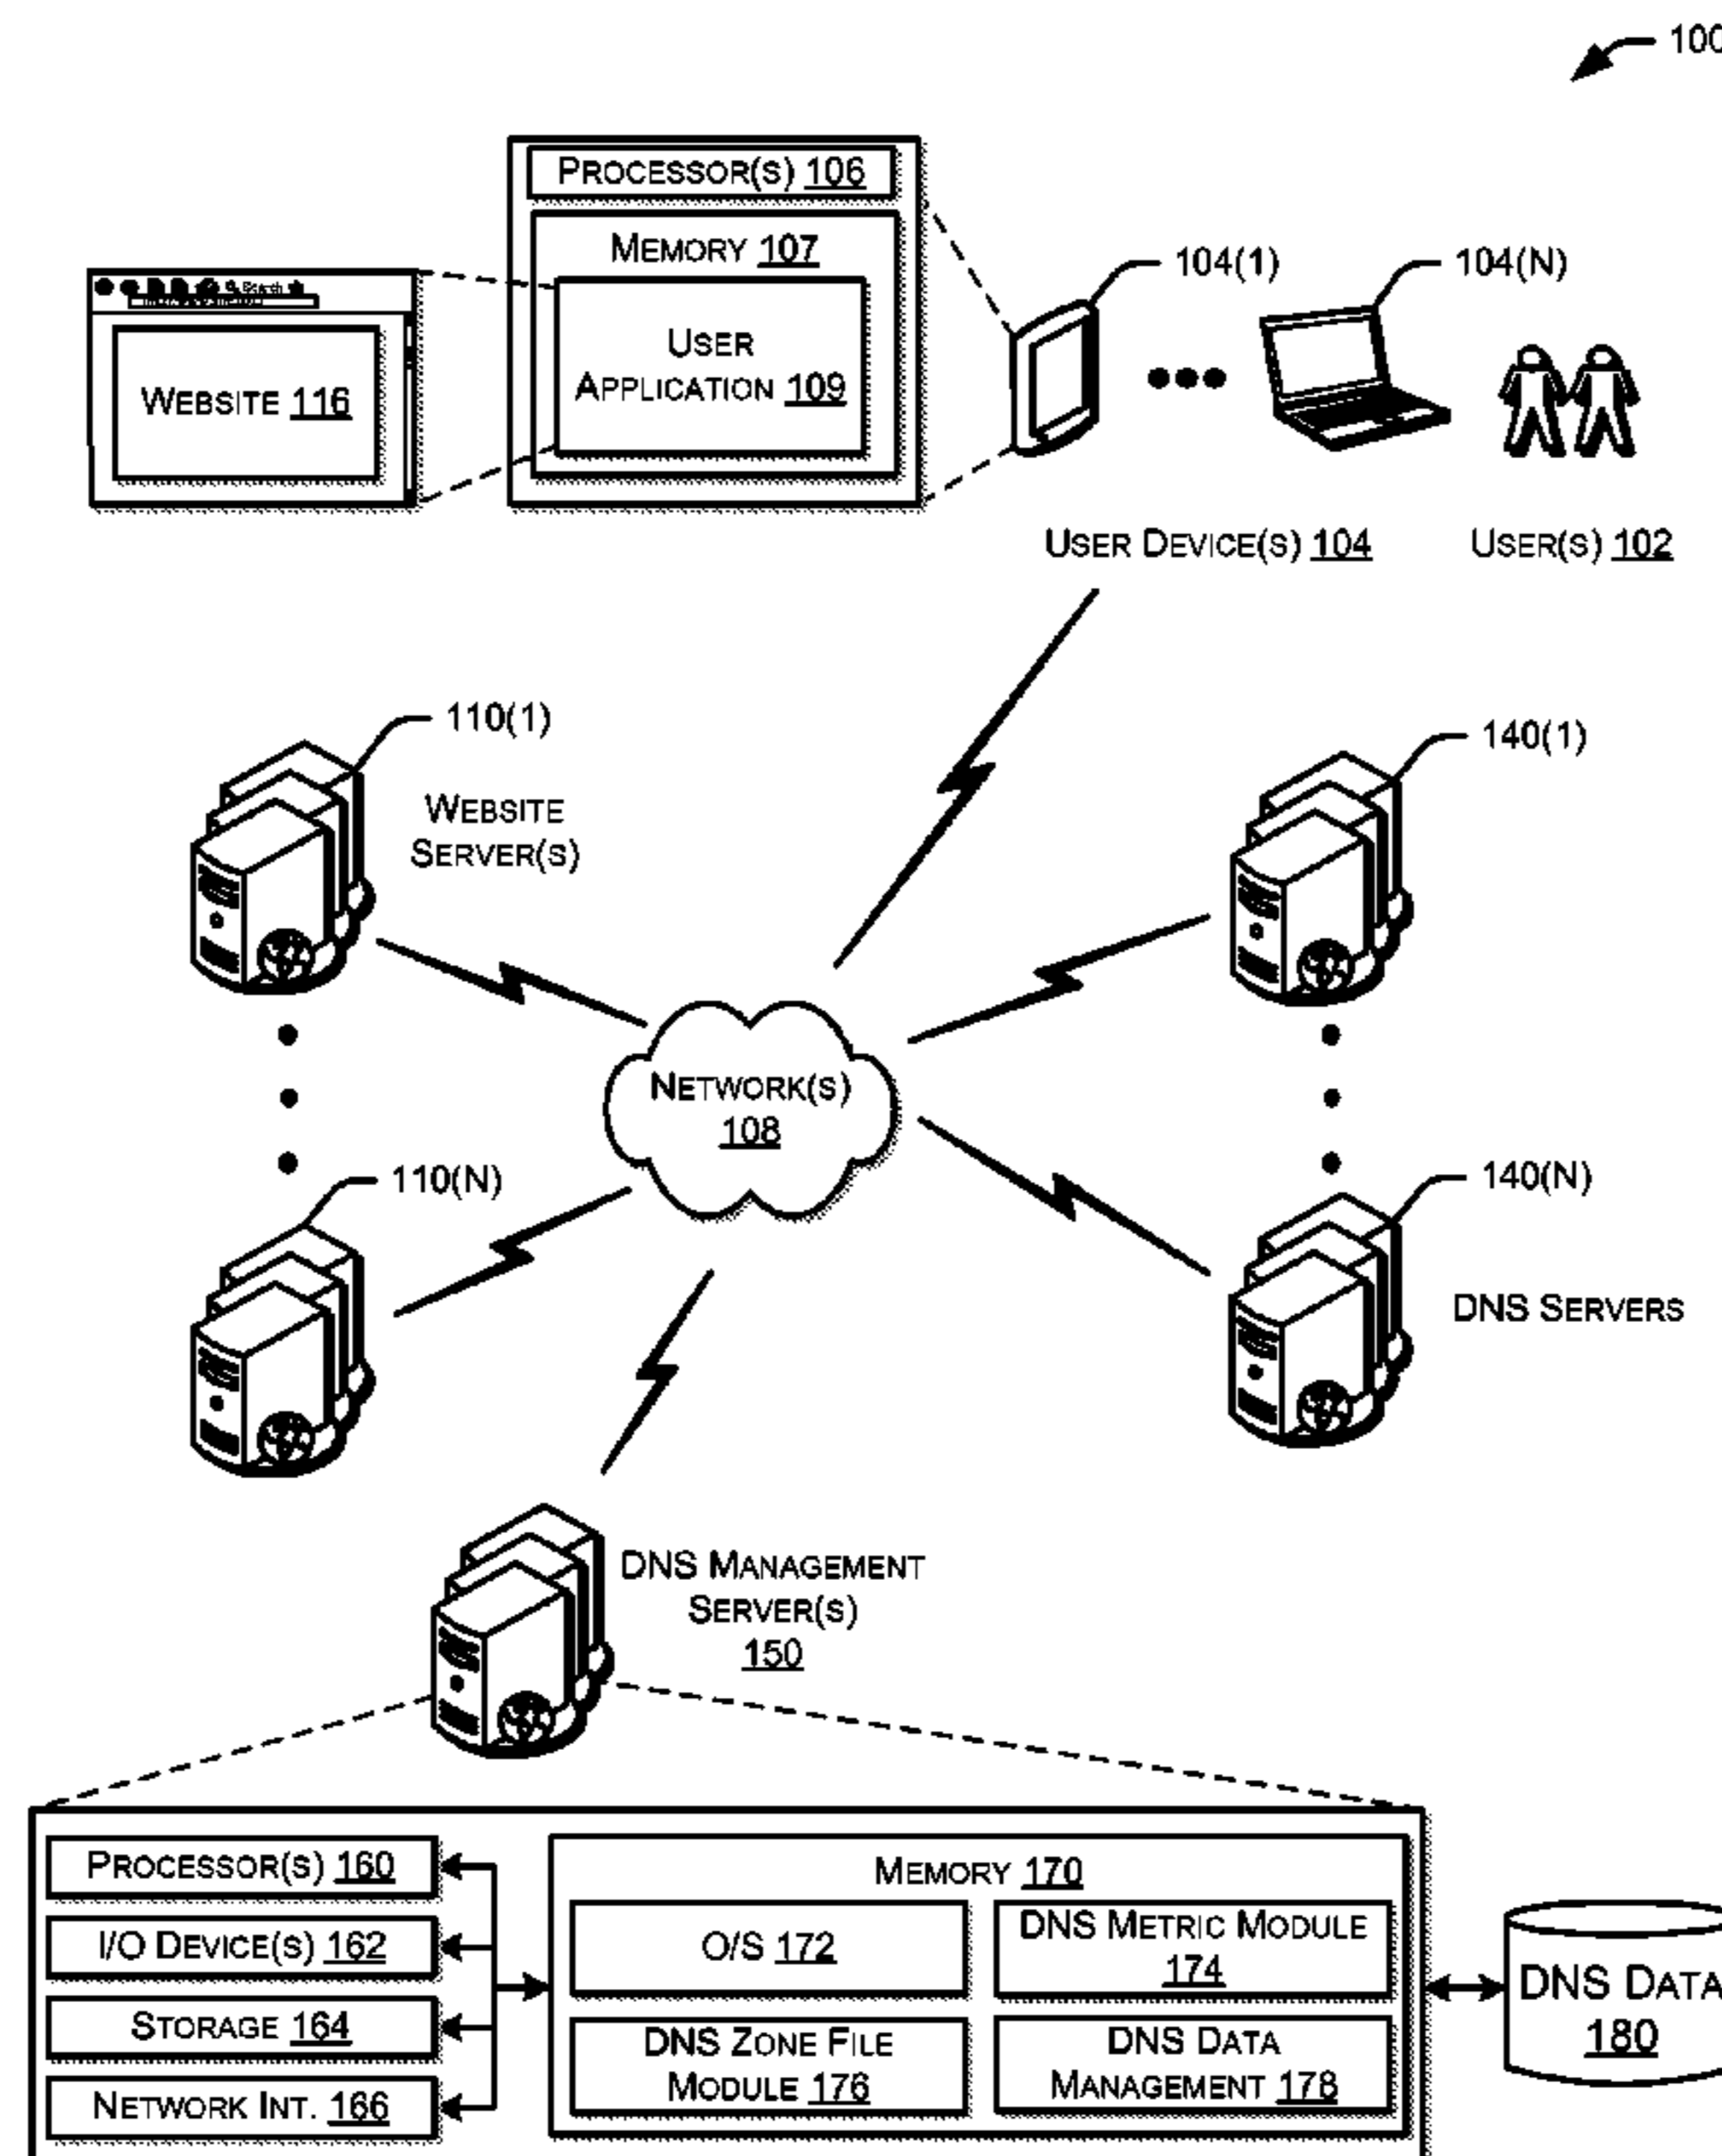 100
PROCESSOR(S) 106
MEMORY 107
USER
APPLICATION 109
Search
WEBSITE 116
104(1)
104(N)
USER DEVICE(S) 104
USER(S) 102
110(1)
WEBSITE
SERVER(S)
140(1)
NETWORK(S)
108
110(N)
140(N)
DNS SERVERS
DNS MANAGEMENT
SERVER(S)
150
PROCESSOR(S) 160
I/O DEVICE(S) 162
STORAGE 164
NETWORK INT. 166
MEMORY 170
O/S 172
DNS METRIC MODULE
174
DNS ZONE FILE
MODULE 176
DNS DATA
MANAGEMENT 178
DNS DATA
180